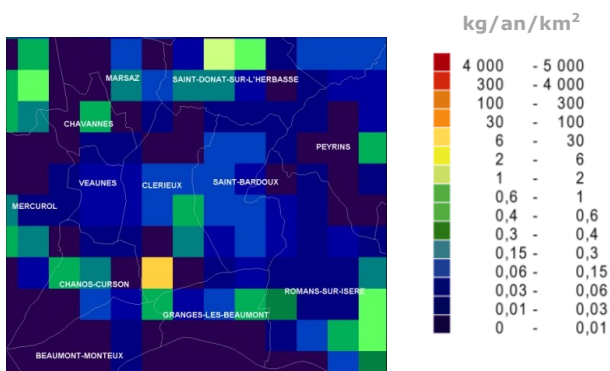 kg/an/km²
MARSAZ
SAINT-DONAT-SUR-L'HERBASSE
CHAVANNES
PEYRINS
VEAUNES
CLERIEUX
SAINT-BARDOUX
MERCUROL
CHANOS-CURSON
ROMANS-SUR-ISERE
GRANGES-LES-BEAUMONT
BEAUMONT-MONTEUX
4 000 - 5 000
300 - 4 000
100 - 300
30 - 100
6 - 30
2 - 6
1 - 2
0,6 - 1
0,4 - 0,6
0,3 - 0,4
0,15 - 0,3
0,06 - 0,15
0,03 - 0,06
0,01 - 0,03
0 - 0,01